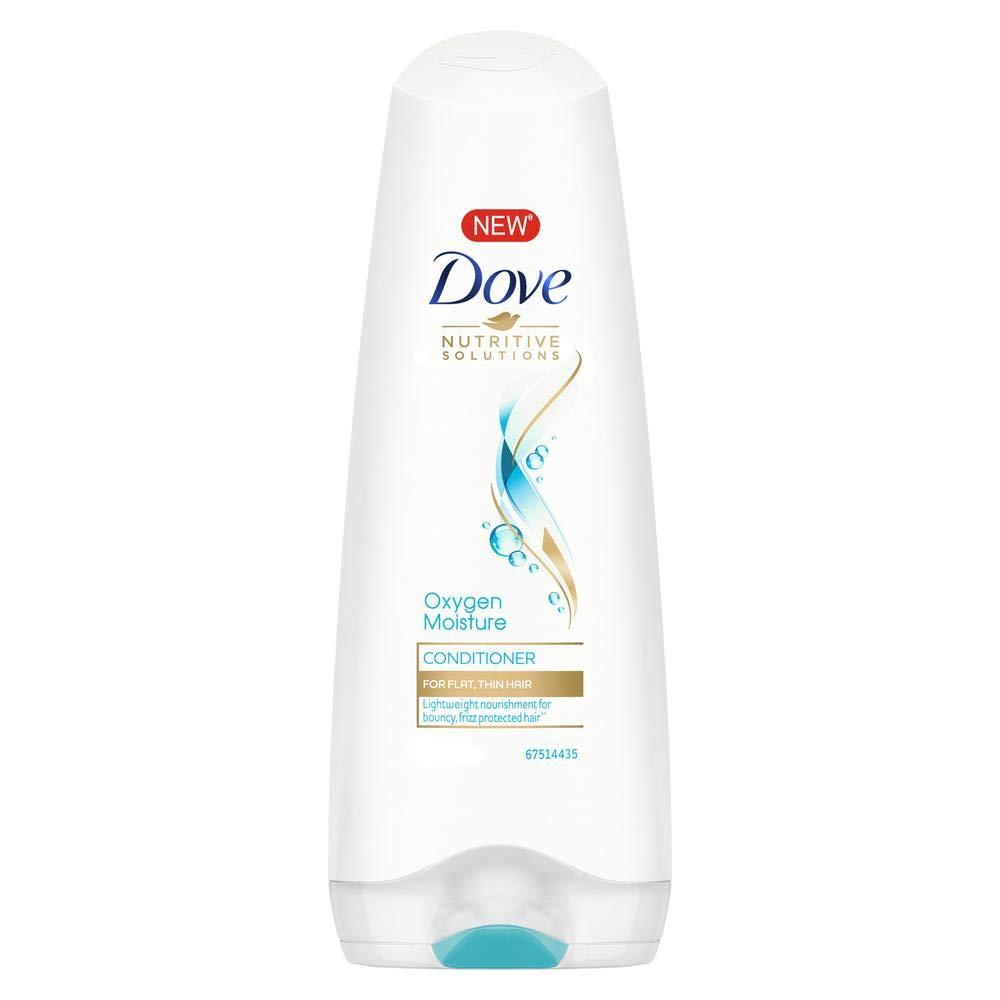 NEW®
Dove
NUTRITIVE
SOLUTIONS
Oxygen
Moisture
CONDITIONER
FOR FLAT, THIN HAIR
Lightweight nourishment for
bouncy, frizz protected hair^^
67514435